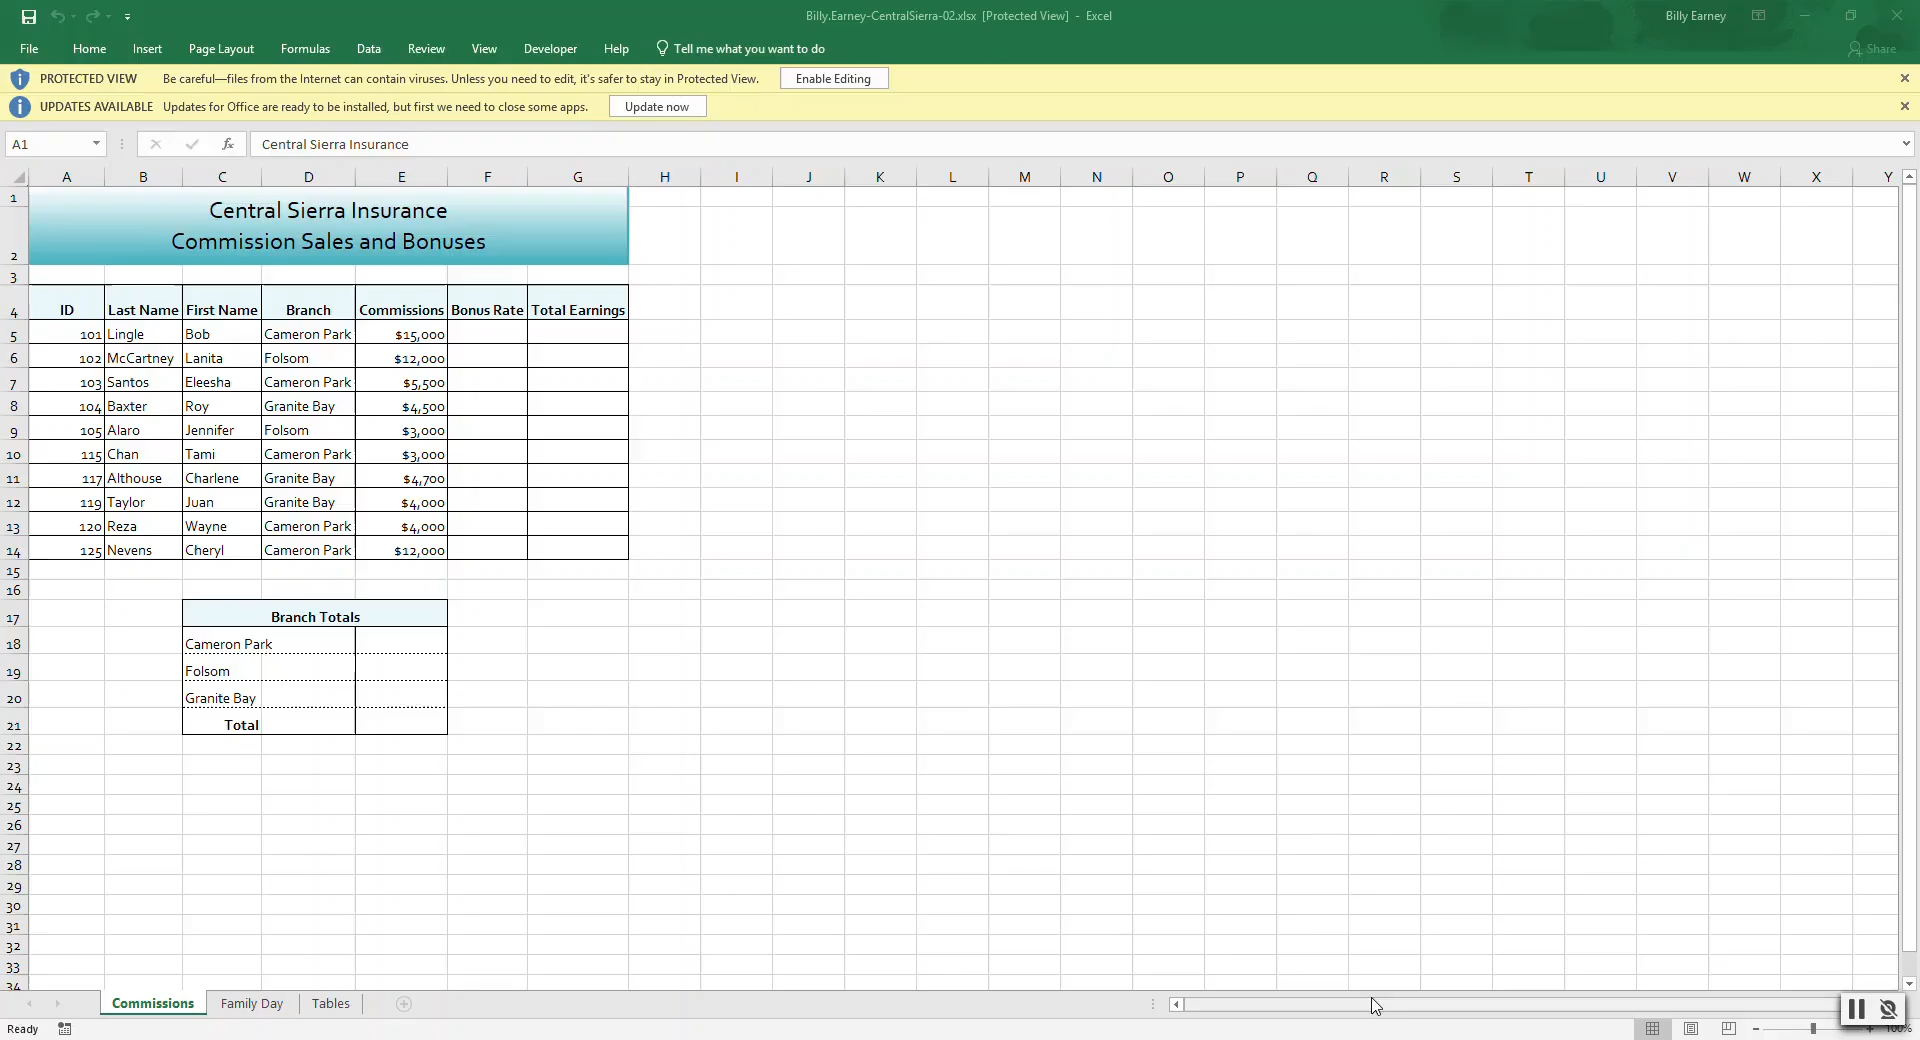 Billy.Earney-CentralSierra-02.xlsx [Protected View] - Excel
Billy Earney
File Home Insert Page Layout Formulas Data Review View Developer Help Tell me what you want to do Share
PROTECTED VIEW Be careful—files from the Internet can contain viruses. Unless you need to edit, it's safer to stay in Protected View. Enable Editing
UPDATES AVAILABLE Updates for Office are ready to be installed, but first we need to close some apps. Update now
A1 fx Central Sierra Insurance
A B C D E F G H I J K L M N O P Q R S T U V W X Y
1 Central Sierra Insurance
2 Commission Sales and Bonuses
3
4 ID Last Name First Name Branch Commissions Bonus Rate Total Earnings
5 101 Lingle Bob Cameron Park $15,000
6 102 McCartney Lanita Folsom $12,000
7 103 Santos Eleesha Cameron Park $5,500
8 104 Baxter Roy Granite Bay $4,500
9 105 Alaro Jennifer Folsom $3,000
10 115 Chan Tami Cameron Park $3,000
11 117 Althouse Charlene Granite Bay $4,700
12 119 Taylor Juan Granite Bay $4,000
13 120 Reza Wayne Cameron Park $4,000
14 125 Nevens Cheryl Cameron Park $12,000
15
16
17 Branch Totals
18 Cameron Park
19 Folsom
20 Granite Bay
21 Total
22
23
24
25
26
27
28
29
30
31
32
33
34
Commissions Family Day Tables
Ready 100%